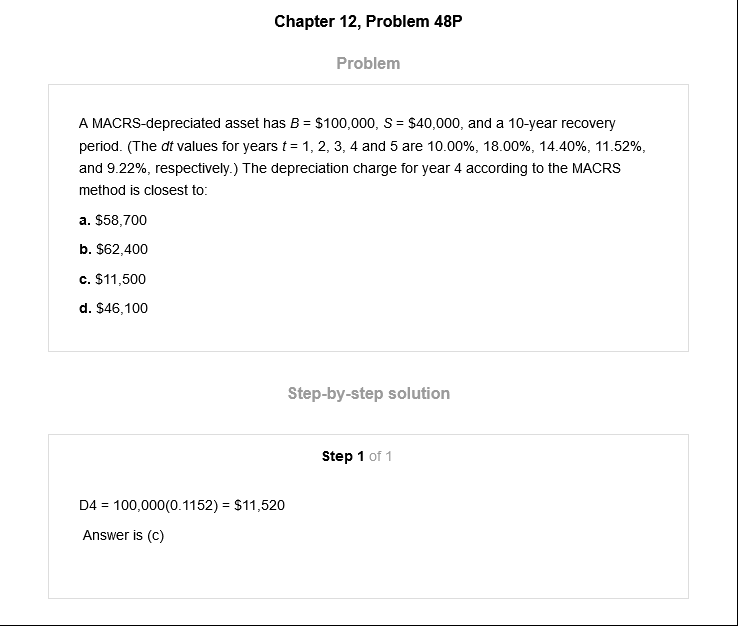 Chapter 12, Problem 48P
Problem
A MACRS-depreciated asset has B = $100,000, S = $40,000, and a 10-year recovery
period. (The dt values for years t = 1, 2, 3, 4 and 5 are 10.00%, 18.00%, 14.40%, 11.52%,
and 9.22%, respectively.) The depreciation charge for year 4 according to the MACRS
method is closest to:
a. $58,700
b. $62,400
c. $11,500
d. $46,100
Step-by-step solution
Step 1 of 1
D4 = 100,000(0.1152) = $11,520
Answer is (c)